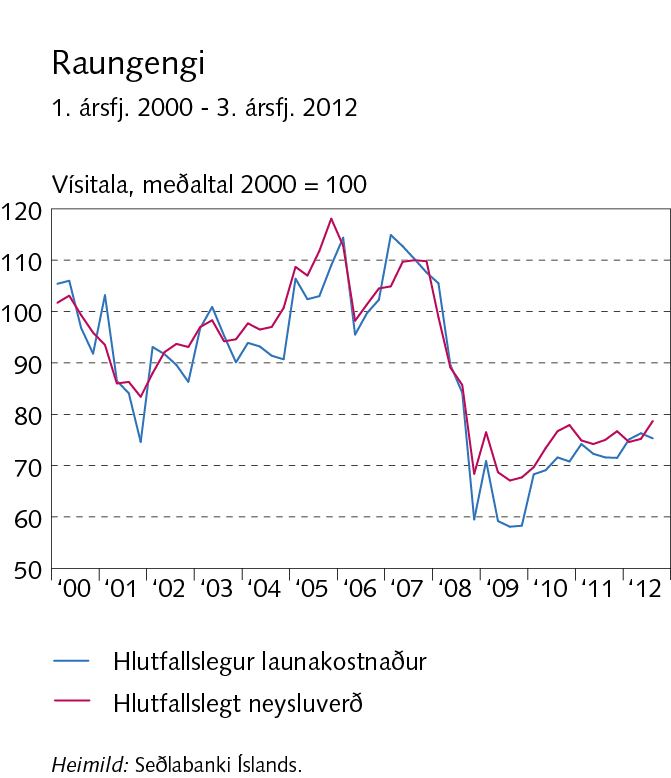 Raungengi
1. ársfj. 2000 - 3. ársfj. 2012
Vísitala, meðaltal 2000 = 100
120
110
100
90
80
70
60
50
‘00 ‘01 ‘02 ‘03 ‘04 ‘05 ‘06 ‘07 ‘08 ‘09 ‘10 ‘11 ‘12
Hlutfallslegur launakostnaður
Hlutfallslegt neysluverð
Heimild: Seðlabanki Íslands.